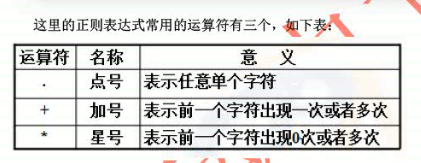 这里的正则表达式常用的运算符有三个，如下表：
运算符 名称 意 义
. 点号 表示任意单个字符
+ 加号 表示前一个字符出现一次或者多次
* 星号 表示前一个字符出现0次或者多次